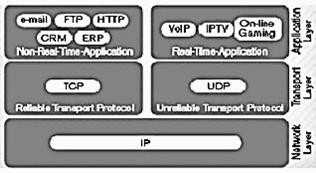 e-mail FTP HTTP
CRM ERP
Non-Real-Time-Application
VoIP IPTV On-line
Gaming
Real-Time-Application
Application
Layer
TCP
Reliable Transport Protocol
UDP
Unreliable Transport Protocol
Transport
Layer
IP
Network
Layer